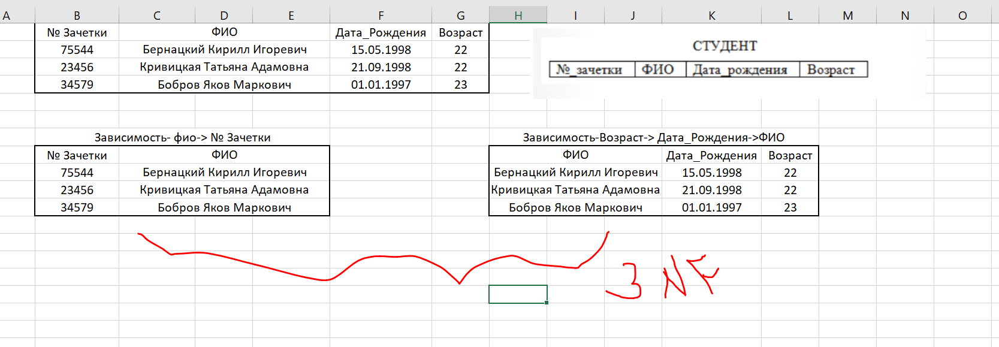 A B C D E F G H I J K L M N O
№ Зачетки ФИО Дата_Рождения Возраст
75544 Бернацкий Кирилл Игоревич 15.05.1998 22
23456 Кривицкая Татьяна Адамовна 21.09.1998 22
34579 Бобров Яков Маркович 01.01.1997 23
СТУДЕНТ
№_зачетки ФИО Дата_рождения Возраст
Зависимость- фио-> № Зачетки
№ Зачетки ФИО
75544 Бернацкий Кирилл Игоревич
23456 Кривицкая Татьяна Адамовна
34579 Бобров Яков Маркович
Зависимость-Возраст-> Дата_Рождения->ФИО
ФИО Дата_Рождения Возраст
Бернацкий Кирилл Игоревич 15.05.1998 22
Кривицкая Татьяна Адамовна 21.09.1998 22
Бобров Яков Маркович 01.01.1997 23
3 NF